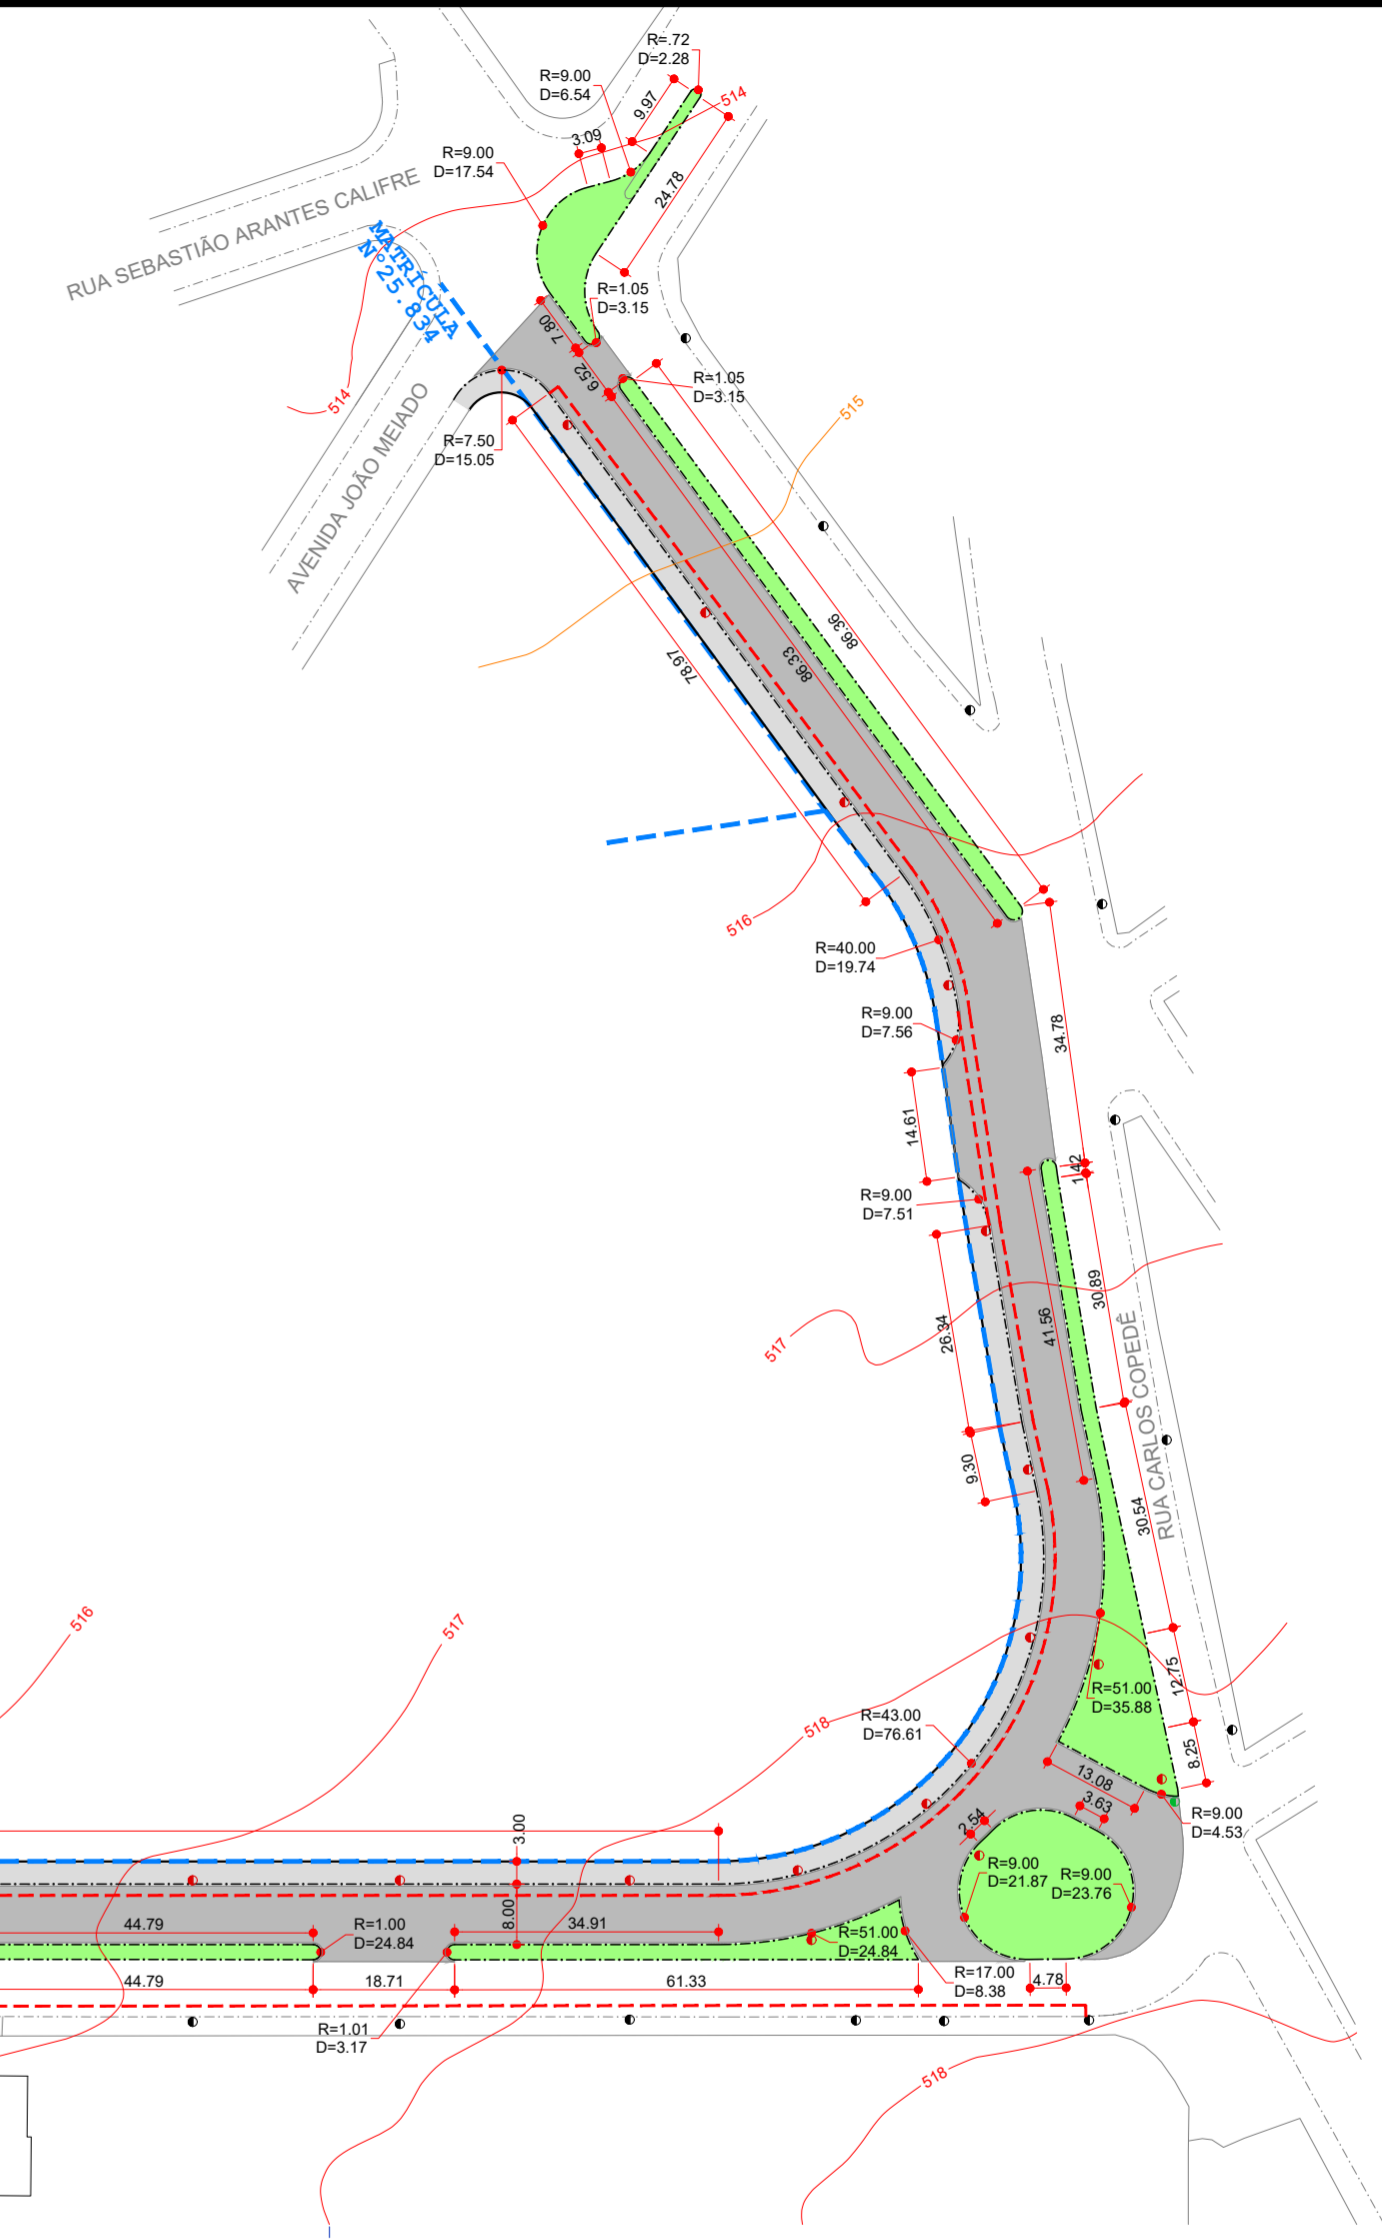 R=.72
D=2.28
R=9.00
D=6.54
9.97
514
3.09
R=9.00
D=17.54
24.78
RUA SEBASTIÃO ARANTES CALIFRE
MATRÍCULA
N°25.834
R=1.05
D=3.15
7.80
6.52
R=1.05
D=3.15
514
AVENIDA JOÃO MEIADO
R=7.50
D=15.05
515
86.36
86.33
78.97
516
R=40.00
D=19.74
R=9.00
D=7.56
34.78
14.61
1.42
R=9.00
D=7.51
30.89
26.34
41.56
517
RUA CARLOS COPEDÊ
9.30
30.54
516
517
12.75
R=51.00
D=35.88
518
R=43.00
D=76.61
8.25
13.08
3.63
R=9.00
D=4.53
2.54
3.00
R=9.00
D=21.87
R=9.00
D=23.76
8.00
44.79
R=1.00
D=24.84
34.91
R=51.00
D=24.84
44.79
18.71
61.33
R=17.00
D=8.38
4.78
R=1.01
D=3.17
518